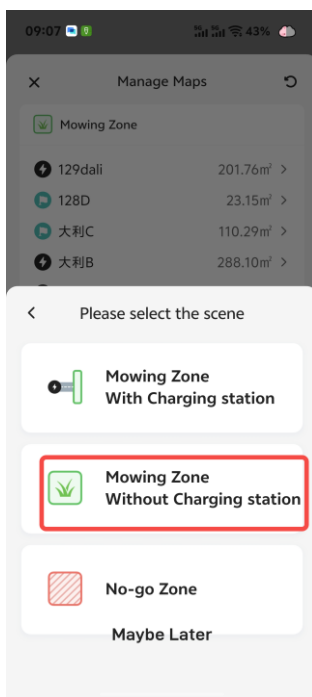 09:07
5G 5G 43%
Manage Maps
Mowing Zone
129dali 201.76㎡
128D 23.15㎡
大利C 110.29㎡
大利B 288.10㎡
Please select the scene
Mowing Zone
With Charging station
Mowing Zone
Without Charging station
No-go Zone
Maybe Later